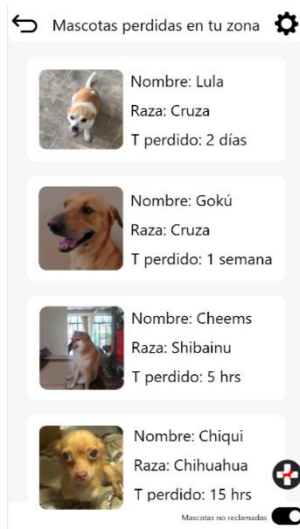 Mascotas perdidas en tu zona
Nombre: Lula
Raza: Cruza
T perdido: 2 días
Nombre: Gokú
Raza: Cruza
T perdido: 1 semana
Nombre: Cheems
Raza: Shibainu
T perdido: 5 hrs
Nombre: Chiqui
Raza: Chihuahua
T perdido: 15 hrs
Mascotas no reclamadas